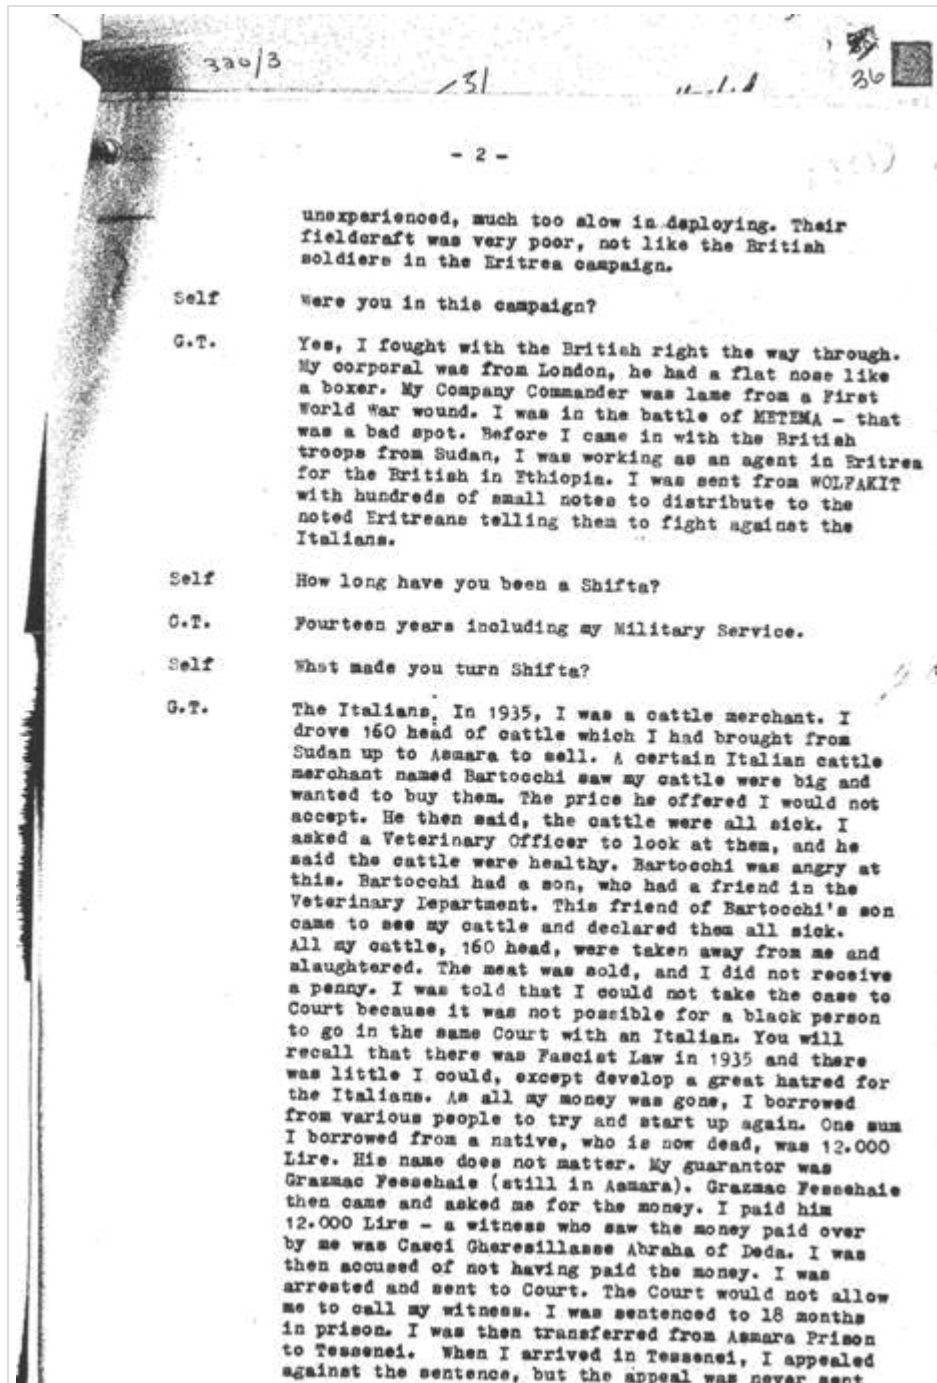 320/3
31
36
- 2 -
unexperienced, much too slow in deploying. Their
fieldcraft was very poor, not like the British
soldiers in the Eritrea campaign.
Self Were you in this campaign?
G.T. Yes, I fought with the British right the way through.
My corporal was from London, he had a flat nose like
a boxer. My Company Commander was lame from a First
World War wound. I was in the battle of METEMA - that
was a bad spot. Before I came in with the British
troops from Sudan, I was working as an agent in Eritrea
for the British in Ethiopia. I was sent from WOLFAKIT
with hundreds of small notes to distribute to the
noted Eritreans telling them to fight against the
Italians.
Self How long have you been a Shifta?
G.T. Fourteen years including my Military Service.
Self What made you turn Shifta?
G.T. The Italians. In 1935, I was a cattle merchant. I
drove 160 head of cattle which I had brought from
Sudan up to Asmara to sell. A certain Italian cattle
merchant named Bartocchi saw my cattle were big and
wanted to buy them. The price he offered I would not
accept. He then said, the cattle were all sick. I
asked a Veterinary Officer to look at them, and he
said the cattle were healthy. Bartocchi was angry at
this. Bartocchi had a son, who had a friend in the
Veterinary Department. This friend of Bartocchi's son
came to see my cattle and declared them all sick.
All my cattle, 160 head, were taken away from me and
slaughtered. The meat was sold, and I did not receive
a penny. I was told that I could not take the case to
Court because it was not possible for a black person
to go in the same Court with an Italian. You will
recall that there was Fascist Law in 1935 and there
was little I could, except develop a great hatred for
the Italians. As all my money was gone, I borrowed
from various people to try and start up again. One sum
I borrowed from a native, who is now dead, was 12.000
Lire. His name does not matter. My guarantor was
Grazmac Fessehaie (still in Asmara). Grazmac Fessehaie
then came and asked me for the money. I paid him
12.000 Lire - a witness who saw the money paid over
by me was Casci Gheresillasse Abraha of Deda. I was
then accused of not having paid the money. I was
arrested and sent to Court. The Court would not allow
me to call my witness. I was sentenced to 18 months
in prison. I was then transferred from Asmara Prison
to Tessenei. When I arrived in Tessenei, I appealed
against the sentence, but the appeal was never sent